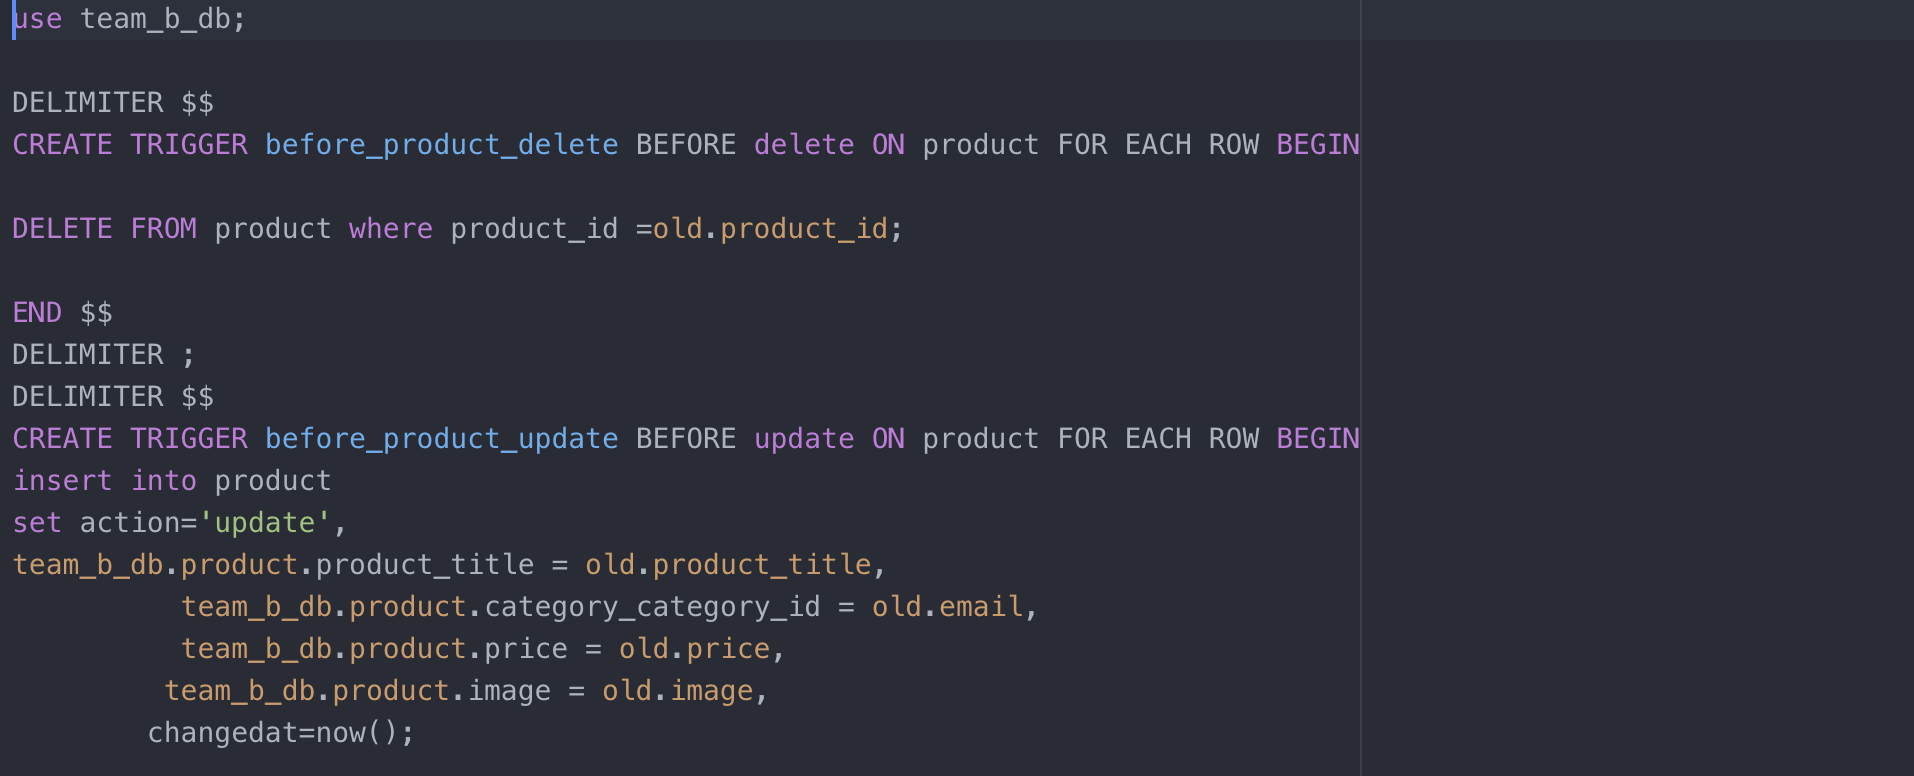 use team_b_db;
DELIMITER $$
CREATE TRIGGER before_product_delete BEFORE delete ON product FOR EACH ROW BEGIN
DELETE FROM product where product_id =old.product_id;
END $$
DELIMITER ;
DELIMITER $$
CREATE TRIGGER before_product_update BEFORE update ON product FOR EACH ROW BEGIN
insert into product
set action='update',
team_b_db.product.product_title = old.product_title,
team_b_db.product.category_category_id = old.email,
team_b_db.product.price = old.price,
team_b_db.product.image = old.image,
changedat=now();